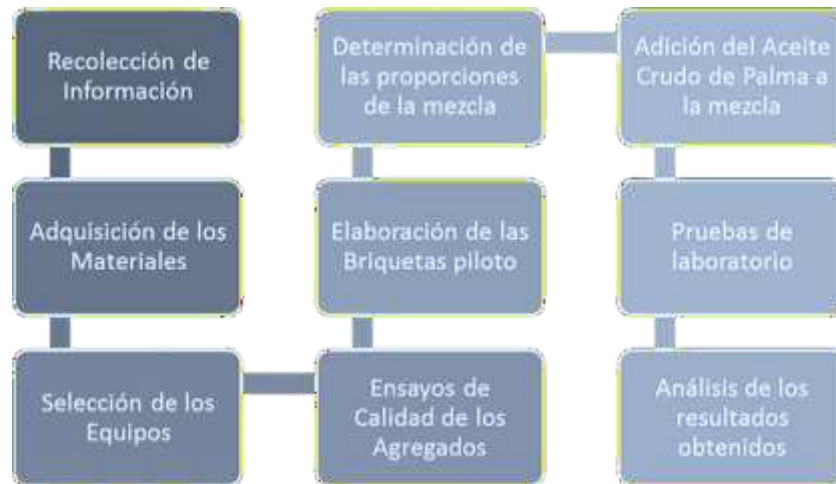 Recolección de
Información
Adquisición de los
Materiales
Selección de los
Equipos
Ensayos de
Calidad de los
Agregados
Elaboración de las
Briquetas piloto
Determinación de
las proporciones
de la mezcla
Adición del Aceite
Crudo de Palma a
la mezcla
Pruebas de
laboratorio
Análisis de los
resultados
obtenidos